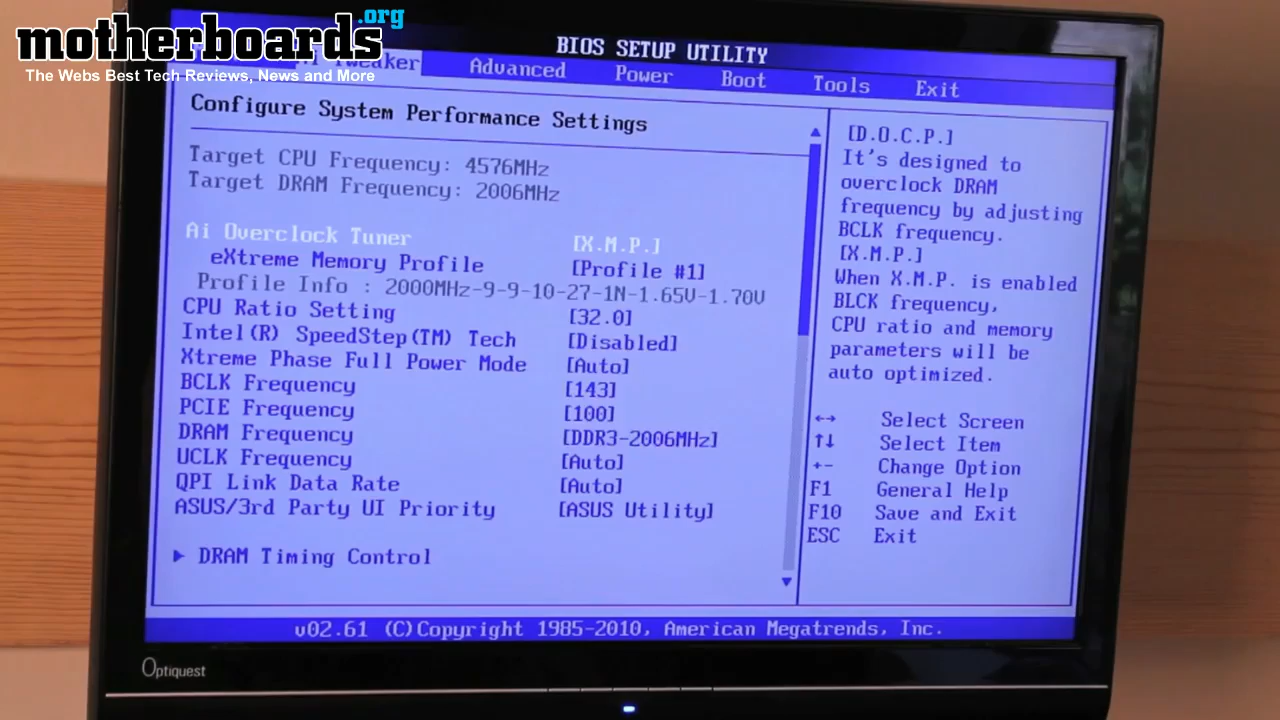 motherboards.org
The Webs Best Tech Reviews, News and More
BIOS SETUP UTILITY
Tweaker Advanced Power Boot Tools Exit
Configure System Performance Settings
Target CPU Frequency: 4576MHz
Target DRAM Frequency: 2006MHz
Ai Overclock Tuner [X.M.P.]
eXtreme Memory Profile [Profile #1]
Profile Info : 2000MHz-9-9-10-27-1N-1.65V-1.70V
CPU Ratio Setting [32.0]
Intel(R) SpeedStep(TM) Tech [Disabled]
Xtreme Phase Full Power Mode [Auto]
BCLK Frequency [143]
PCIE Frequency [100]
DRAM Frequency [DDR3-2006MHz]
UCLK Frequency [Auto]
QPI Link Data Rate [Auto]
ASUS/3rd Party UI Priority [ASUS Utility]
DRAM Timing Control
[D.O.C.P.]
It's designed to
overclock DRAM
frequency by adjusting
BCLK frequency.
[X.M.P.]
When X.M.P. is enabled
BLCK frequency,
CPU ratio and memory
parameters will be
auto optimized.
↔ Select Screen
↑↓ Select Item
+- Change Option
F1 General Help
F10 Save and Exit
ESC Exit
v02.61 (C)Copyright 1985-2010, American Megatrends, Inc.
Optiquest